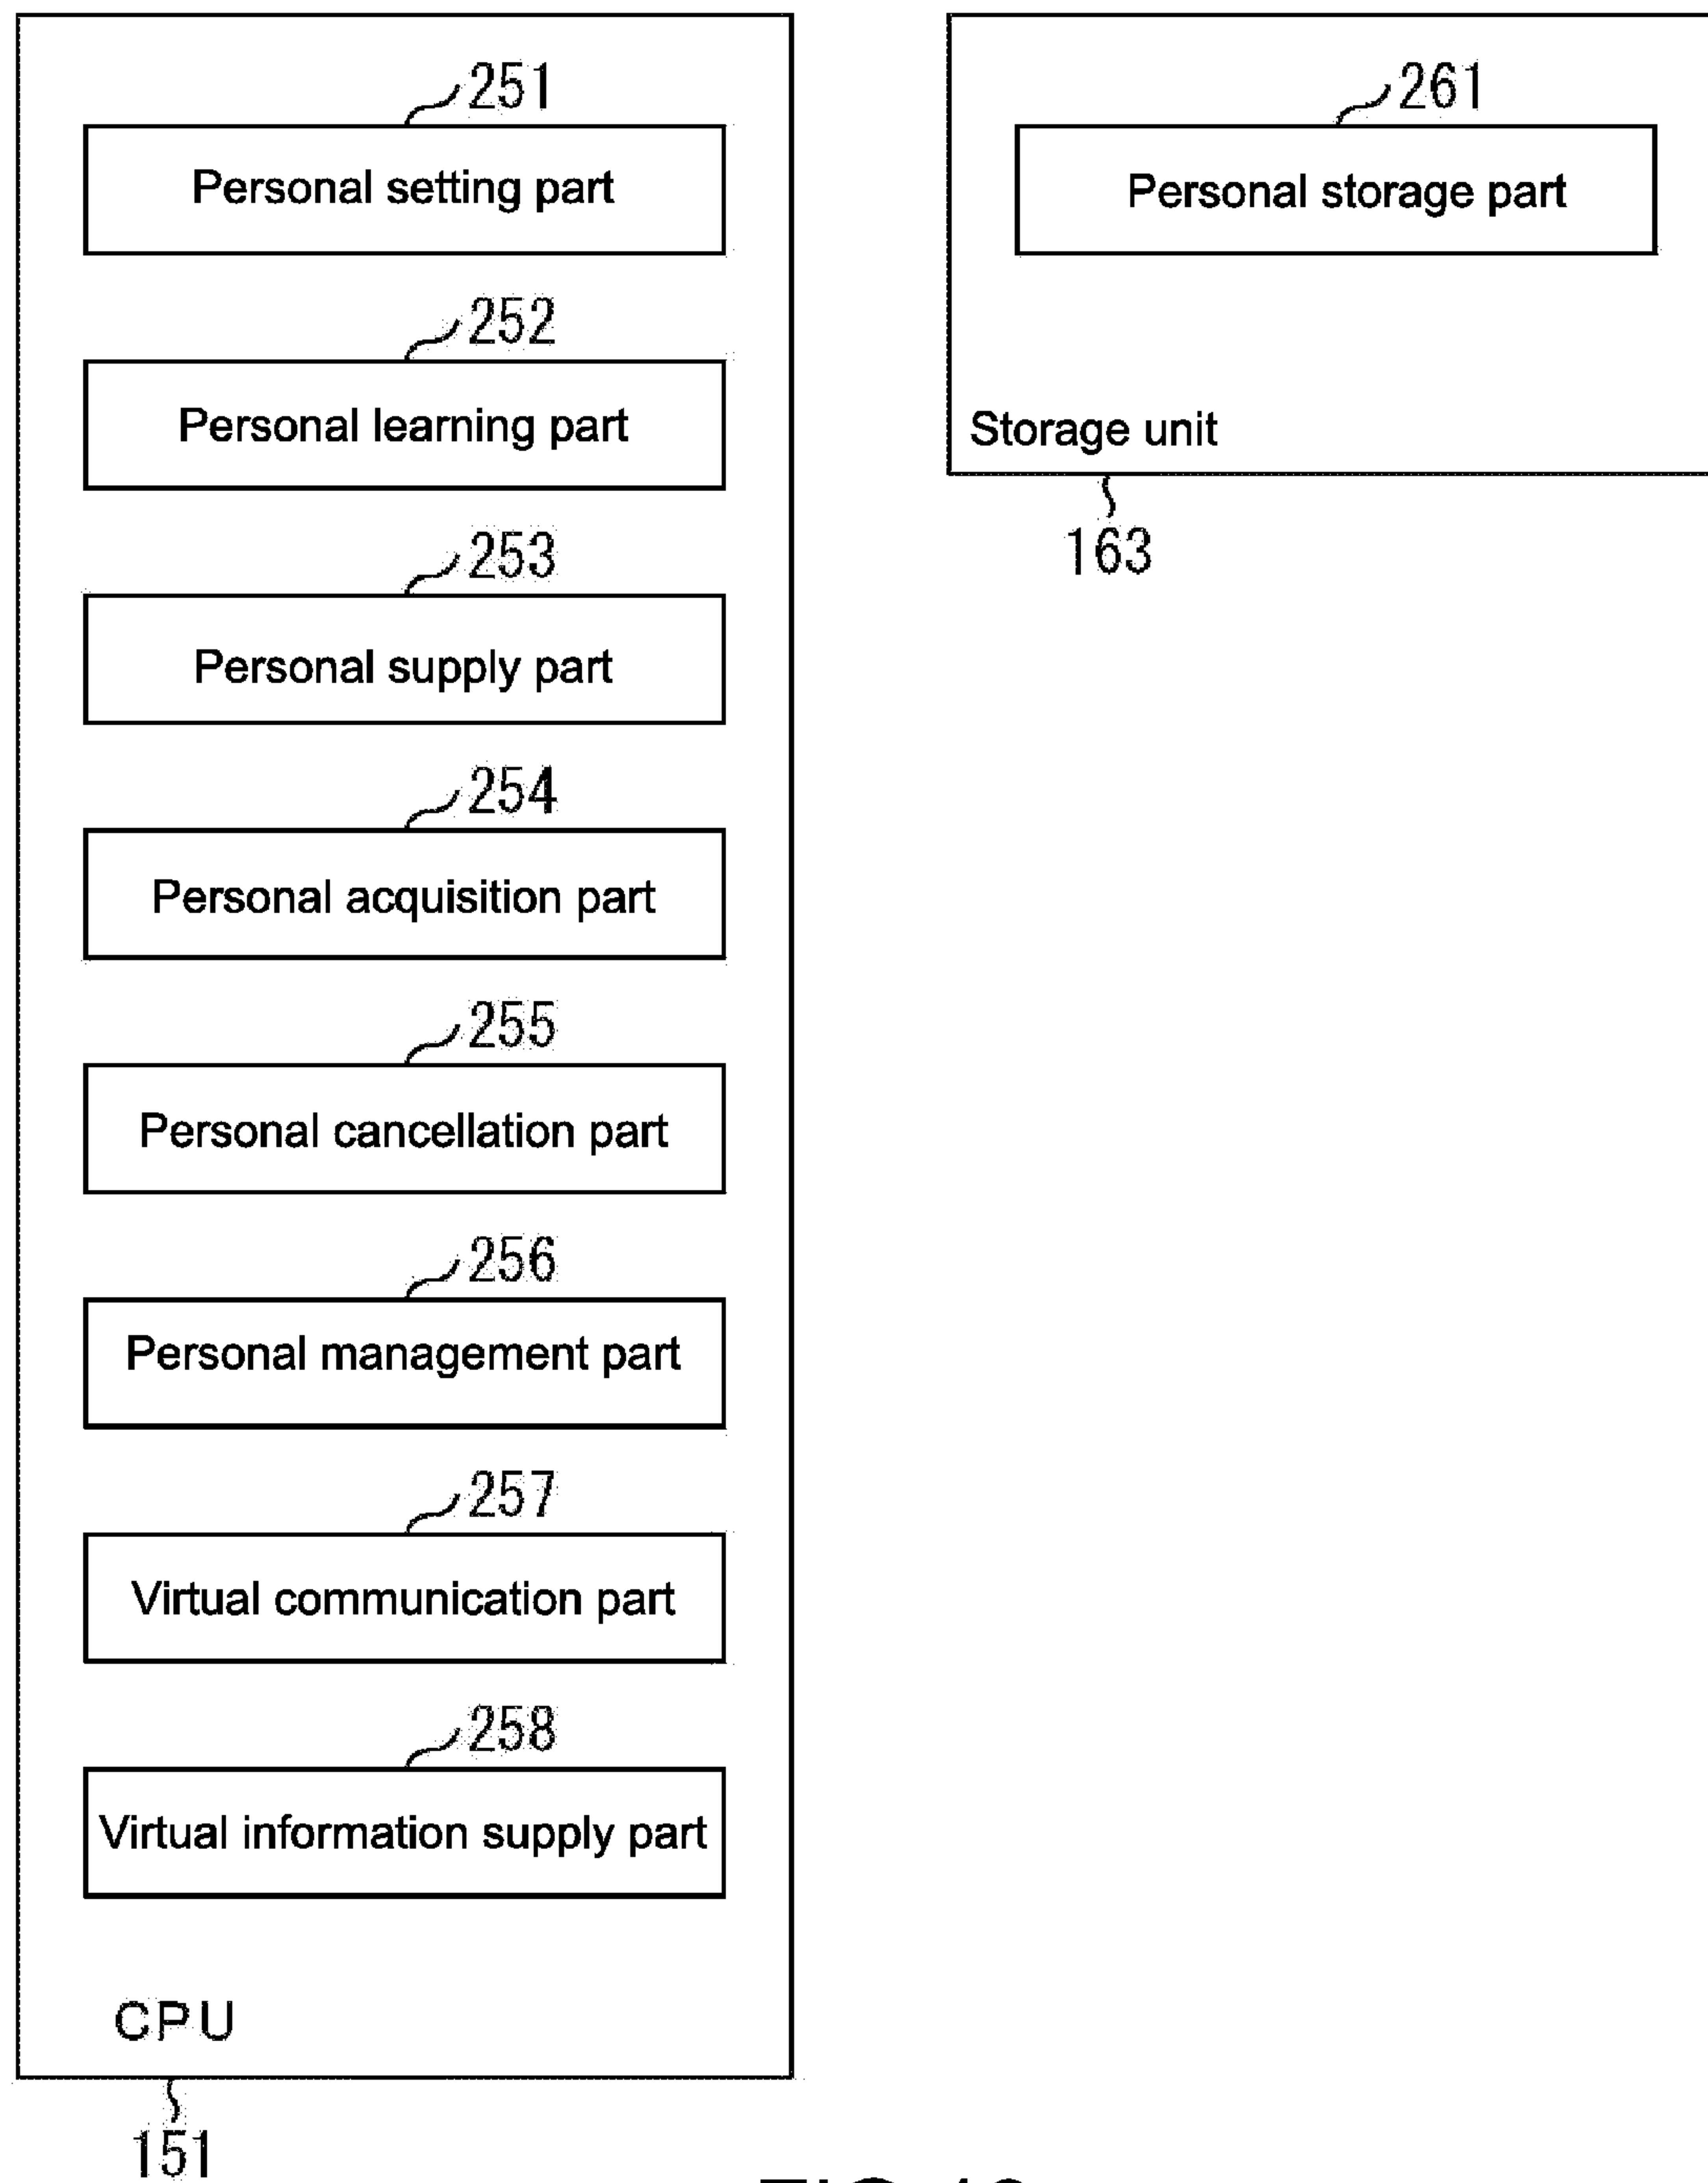 251
Personal setting part
252
Personal learning part
253
Personal supply part
254
Personal acquisition part
255
Personal cancellation part
256
Personal management part
257
Virtual communication part
258
Virtual information supply part
CPU
151
261
Personal storage part
Storage unit
163